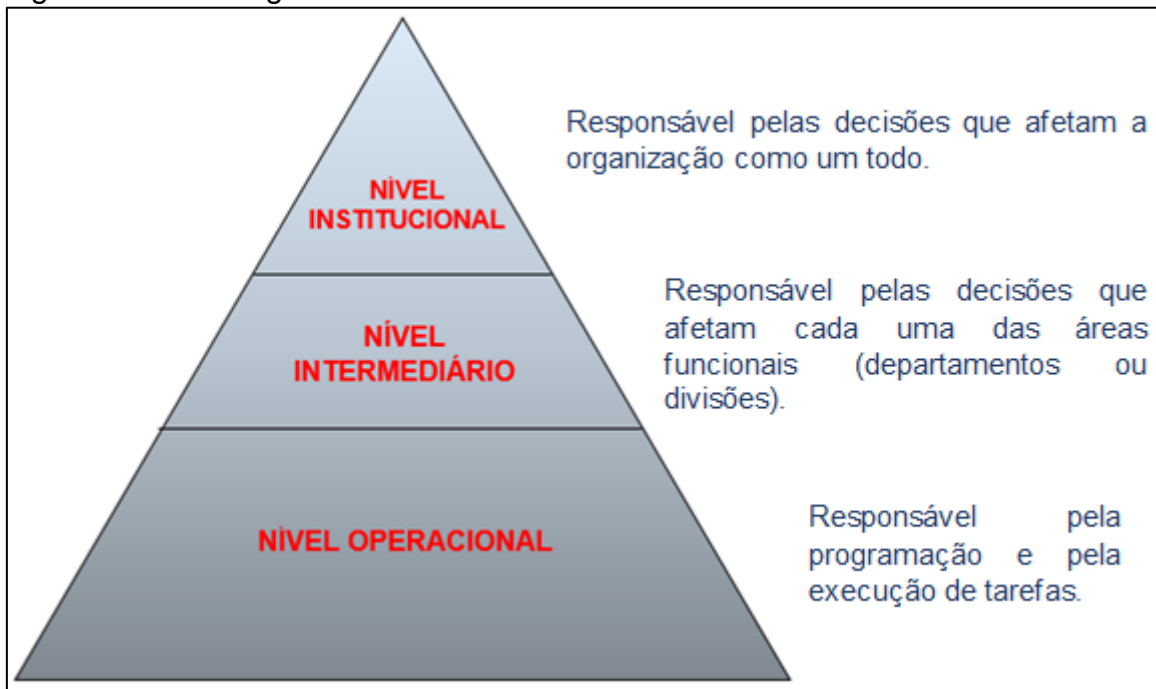 Responsável pelas decisões que afetam a
organização como um todo.
NÍVEL
INSTITUCIONAL
Responsável pelas decisões que
afetam cada uma das áreas
funcionais (departamentos ou
divisões).
NÍVEL
INTERMEDIÁRIO
NÍVEL OPERACIONAL
Responsável pela
programação e pela
execução de tarefas.